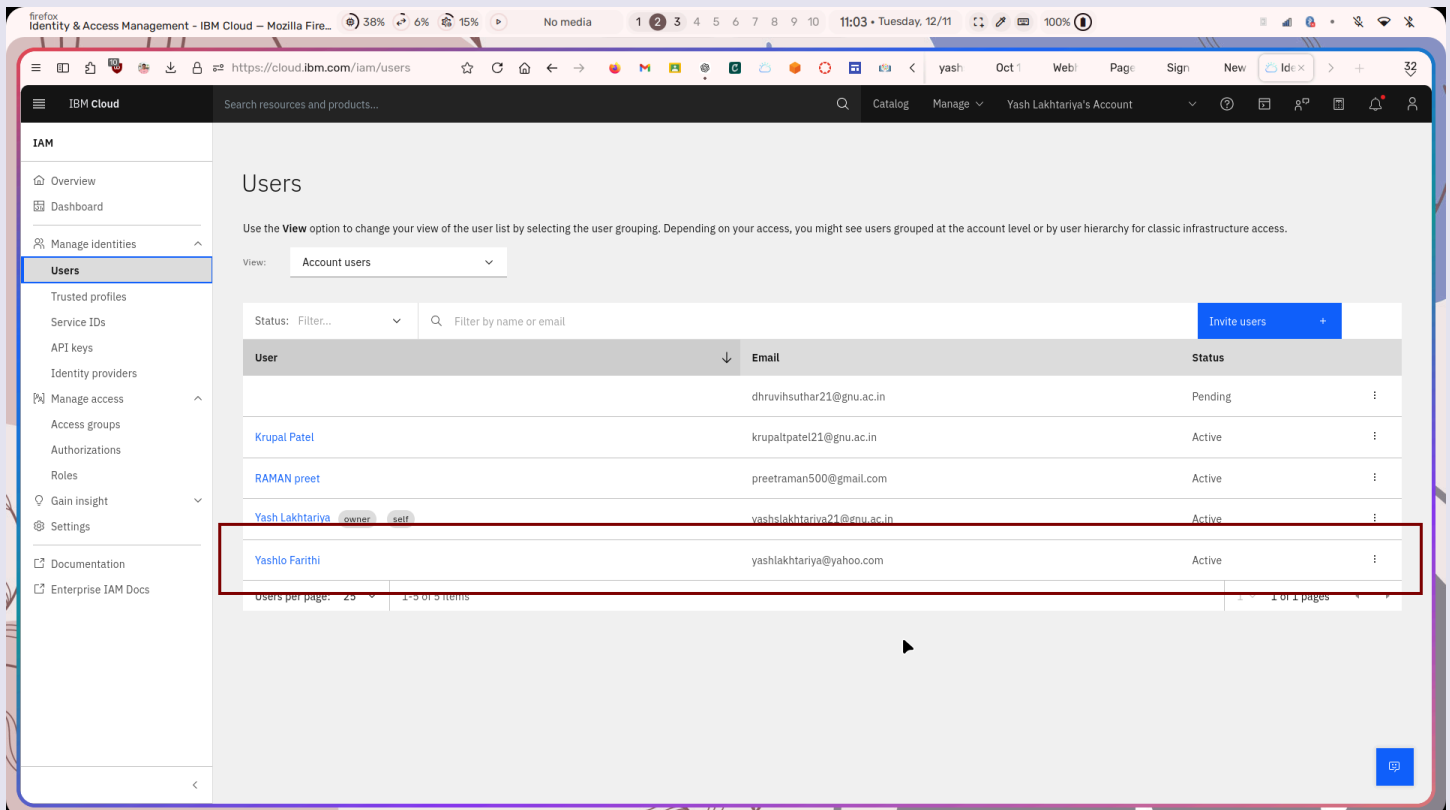 firefox
Identity & Access Management - IBM Cloud — Mozilla Fire...
38% 6% 15% No media 1 2 3 4 5 6 7 8 9 10 11:03 • Tuesday, 12/11 100%
https://cloud.ibm.com/iam/users yash Oct 1 Web! Page Sign New Ide × 32
IBM Cloud Search resources and products... Catalog Manage Yash Lakhtariya's Account
IAM
Overview
Dashboard
Manage identities
Users
Trusted profiles
Service IDs
API keys
Identity providers
Manage access
Access groups
Authorizations
Roles
Gain insight
Settings
Documentation
Enterprise IAM Docs
Users
Use the View option to change your view of the user list by selecting the user grouping. Depending on your access, you might see users grouped at the account level or by user hierarchy for classic infrastructure access.
View: Account users
Status: Filter... Filter by name or email Invite users +
User Email Status
dhruvihsuthar21@gnu.ac.in Pending
Krupal Patel krupaltpatel21@gnu.ac.in Active
RAMAN preet preetraman500@gmail.com Active
Yash Lakhtariya owner self yashslakhtariya21@gnu.ac.in Active
Yashlo Farithi yashlakhtariya@yahoo.com Active
Users per page: 25 1-5 of 5 items 1 1 of 1 pages